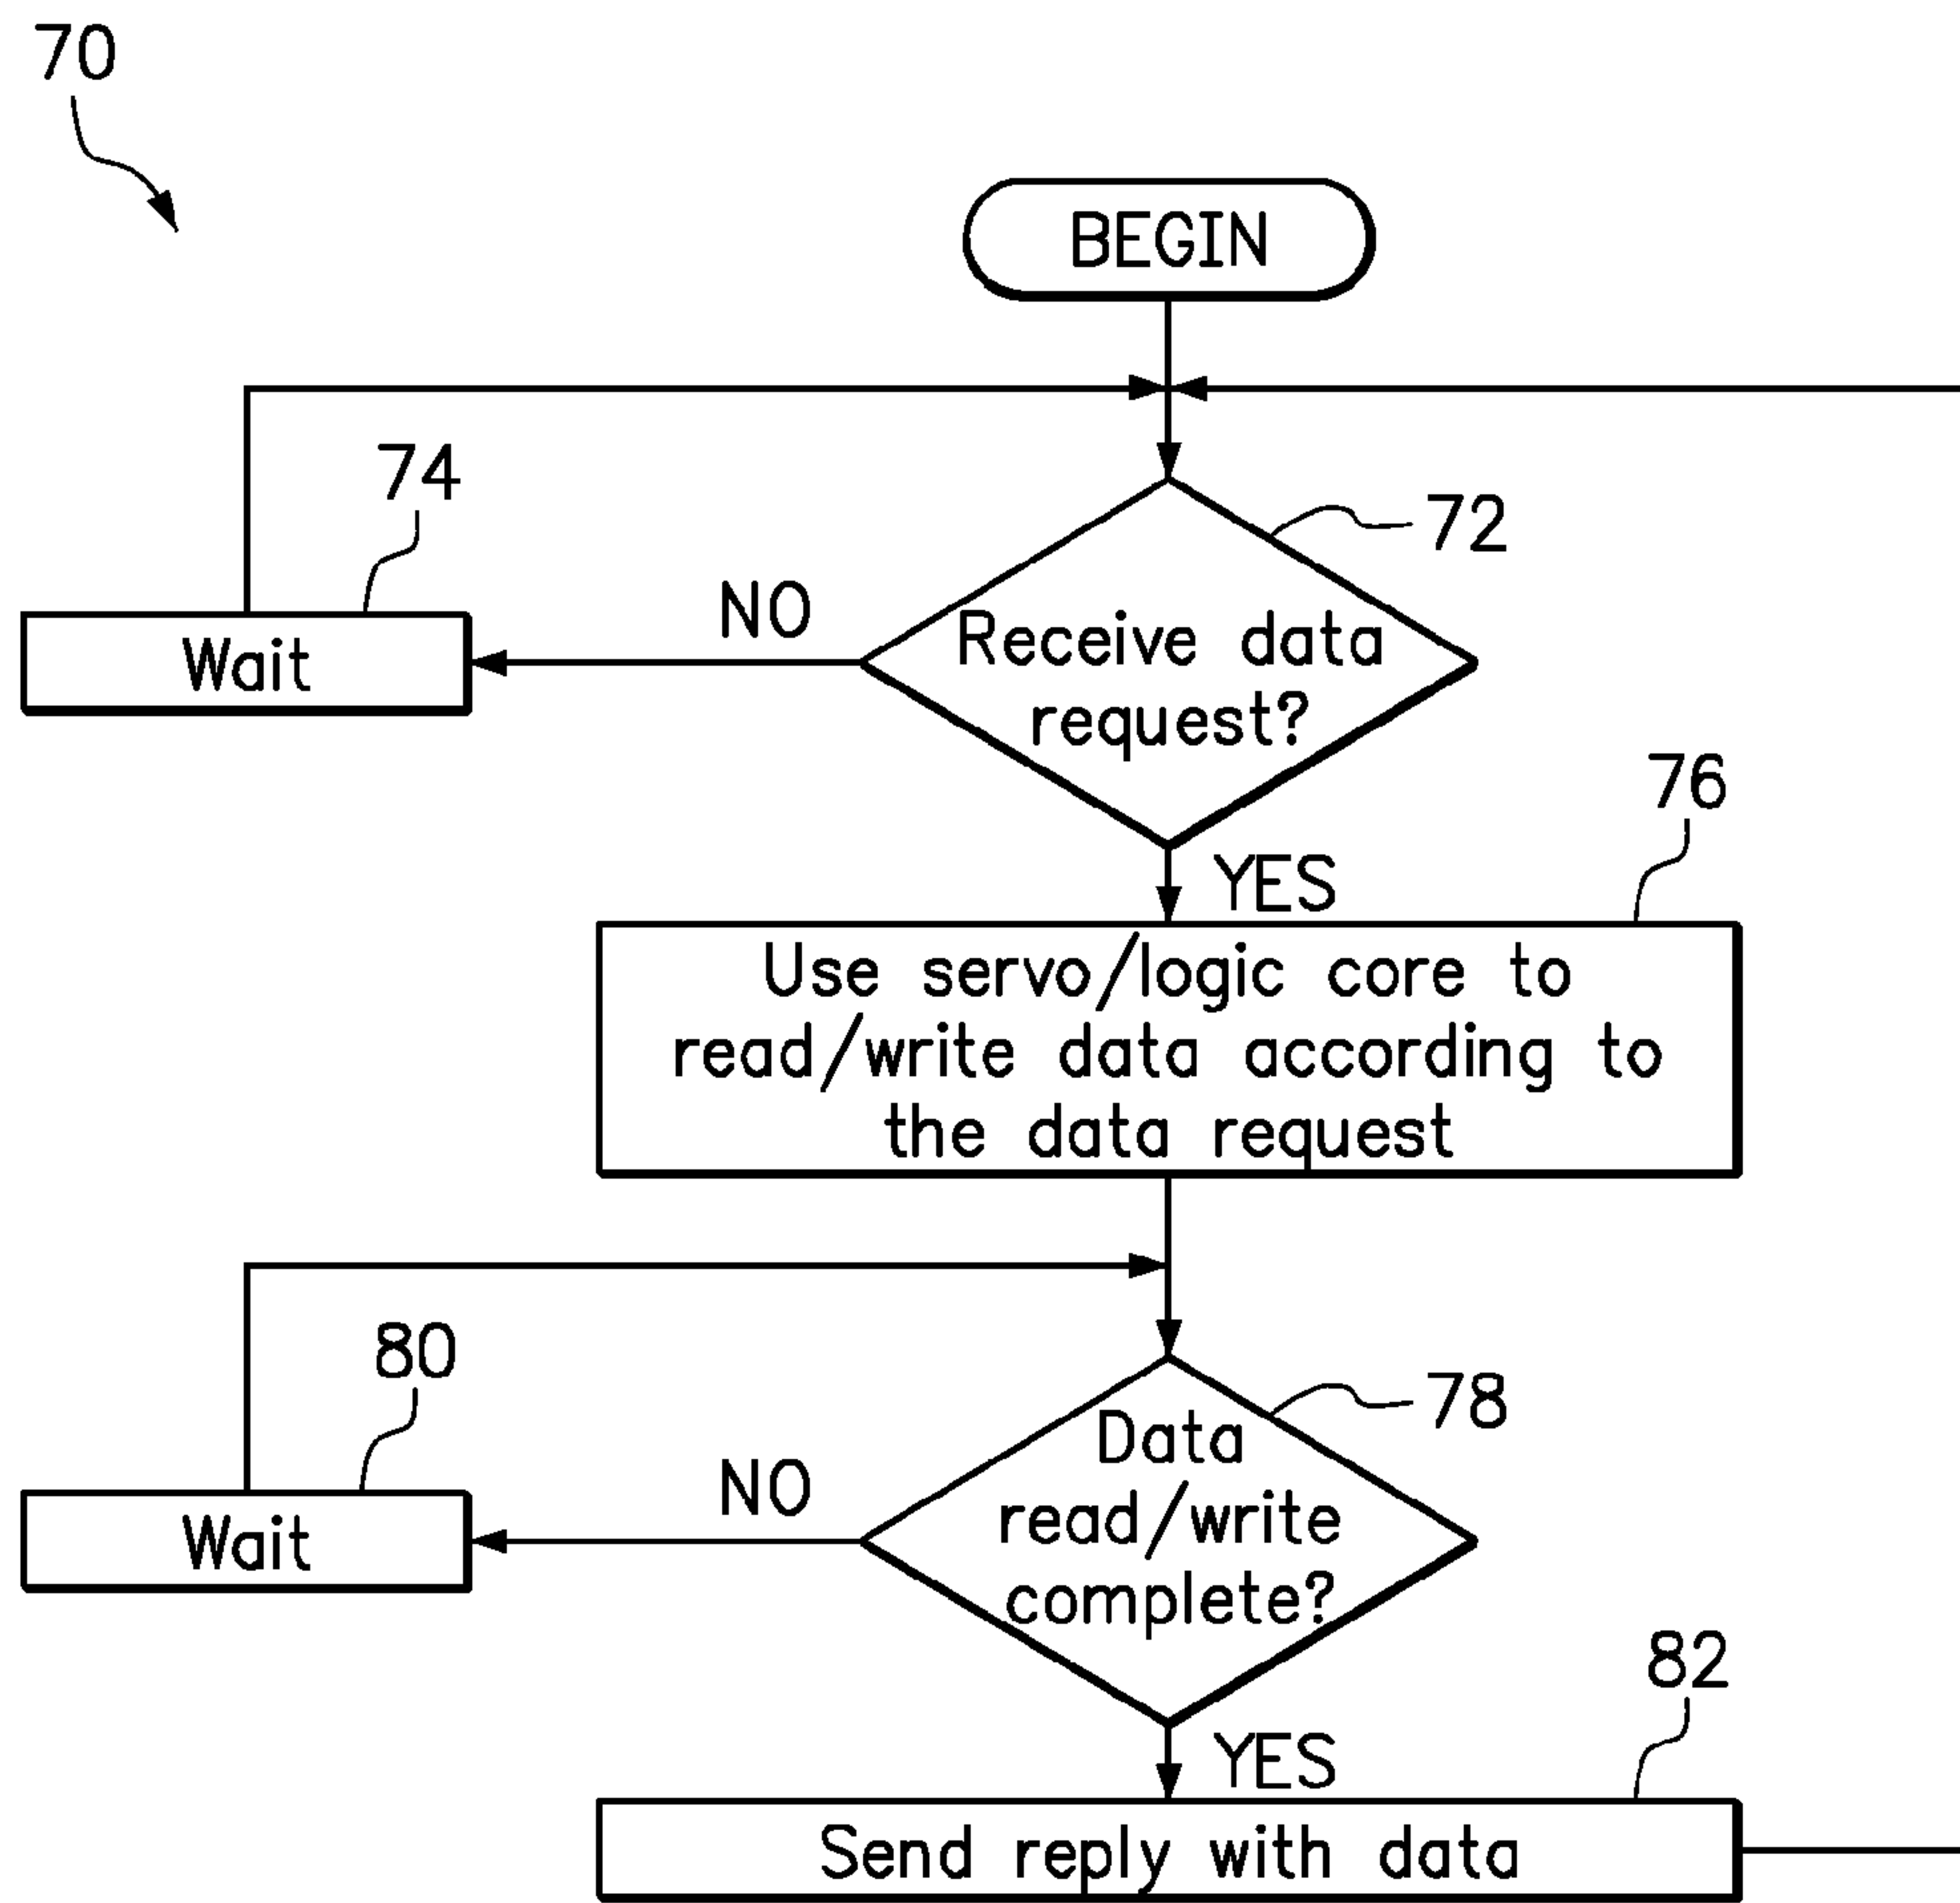 70
BEGIN
74
72
NO
Receive data
request?
Wait
76
YES
Use servo/logic core to
read/write data according to
the data request
80
78
NO
Data
read/write
complete?
Wait
82
YES
Send reply with data